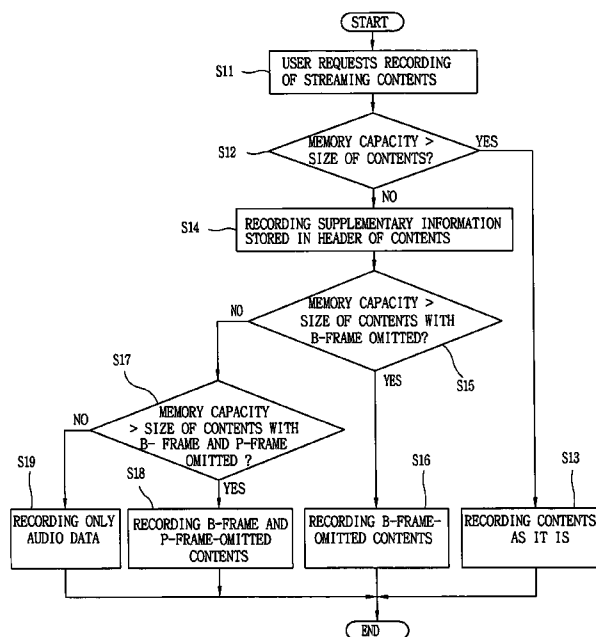 START
S11
USER REQUESTS RECORDING
OF STREAMING CONTENTS
S12
MEMORY CAPACITY >
SIZE OF CONTENTS?
YES
NO
S14
RECORDING SUPPLEMENTARY INFORMATION
STORED IN HEADER OF CONTENTS
NO
MEMORY CAPACITY >
SIZE OF CONTENTS WITH
B-FRAME OMITTED?
S15
YES
S17
MEMORY CAPACITY
> SIZE OF CONTENTS WITH
B- FRAME AND P-FRAME
OMITTED ?
NO
YES
S19
RECORDING ONLY
AUDIO DATA
S18
RECORDING B-FRAME AND
P-FRAME-OMITTED
CONTENTS
S16
RECORDING B-FRAME-
OMITTED CONTENTS
S13
RECORDING CONTENTS
AS IT IS
END